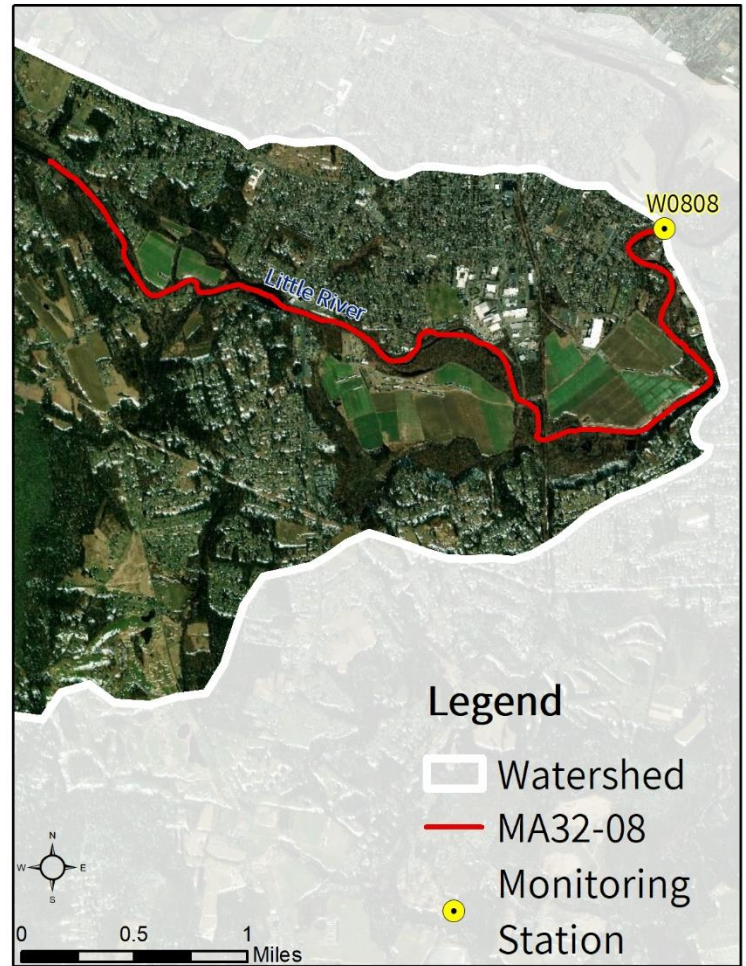 W0808
Little River
Legend
Watershed
MA32-08
Monitoring
Station
N
W E
S
0 0.5 1
Miles